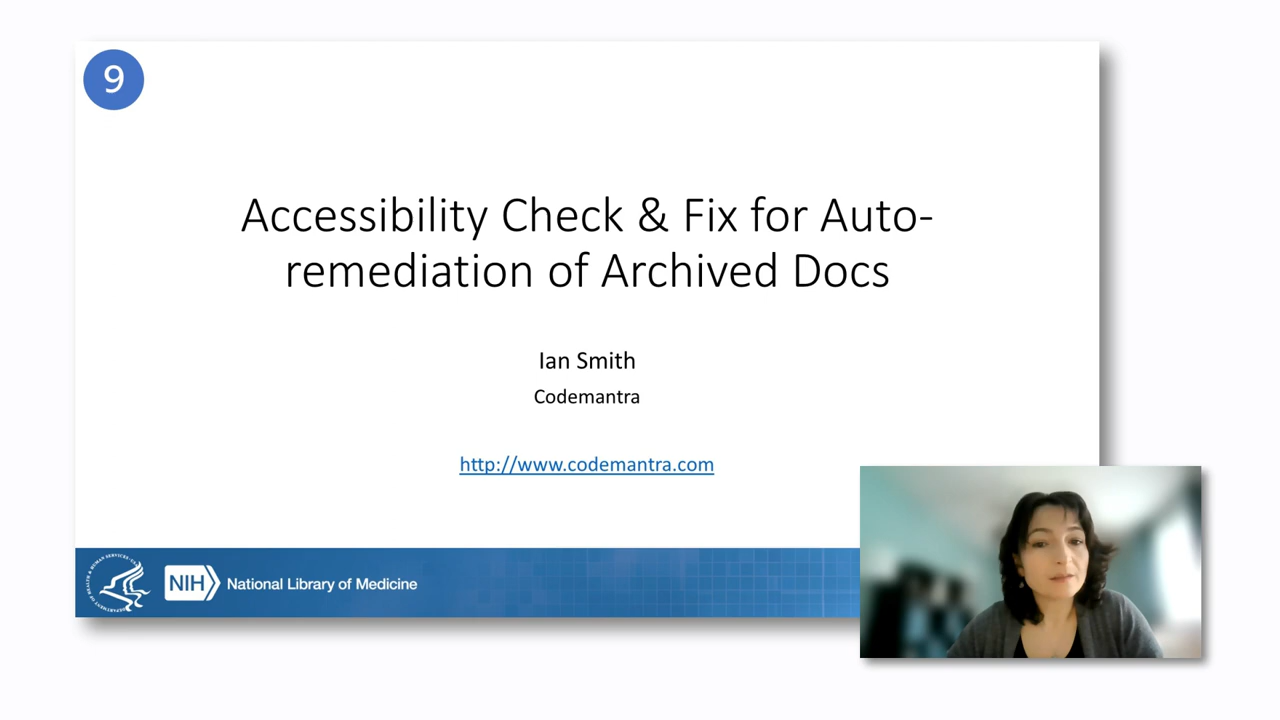 9
Accessibility Check & Fix for Auto-
remediation of Archived Docs
Ian Smith
Codemantra
http://www.codemantra.com
NIH National Library of Medicine